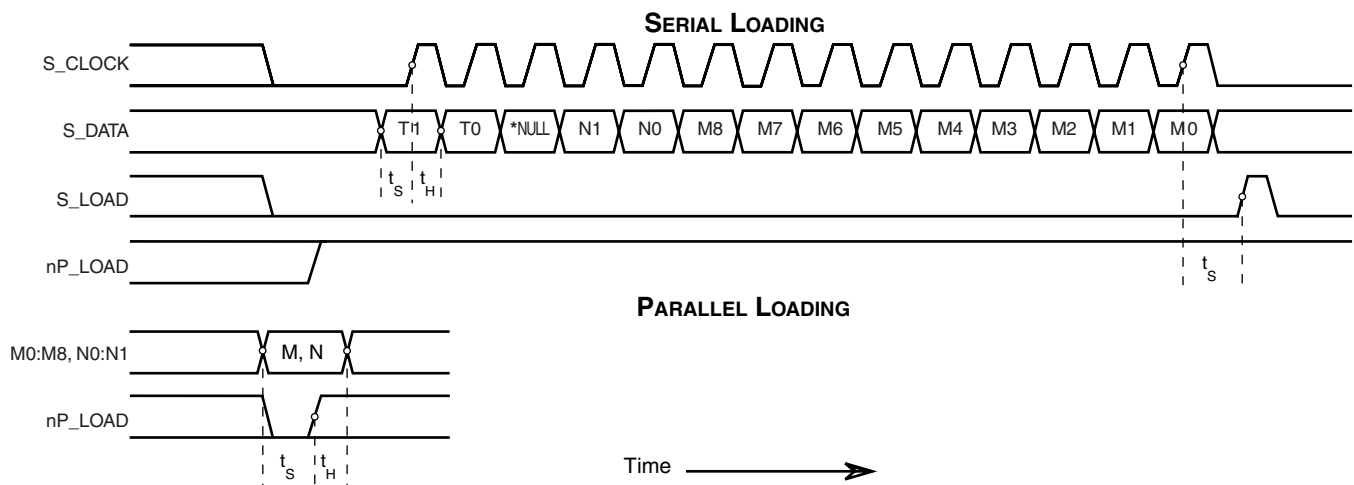 SERIAL LOADING
S_CLOCK
S_DATA
T1 T0 *NULL N1 N0 M8 M7 M6 M5 M4 M3 M2 M1 M0
tS tH
S_LOAD
nP_LOAD
tS
PARALLEL LOADING
M0:M8, N0:N1
M, N
nP_LOAD
tS tH
Time